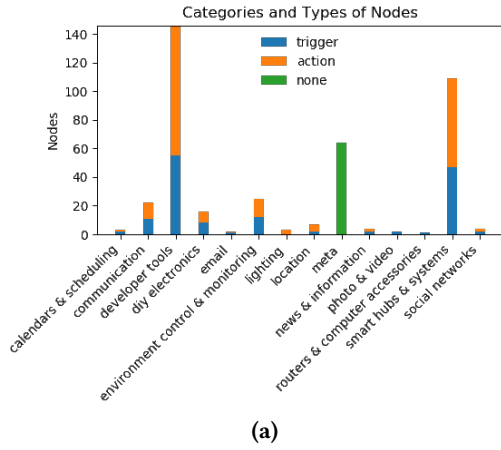 Categories and Types of Nodes
trigger
action
none
Nodes
140
120
100
80
60
40
20
0
calendars & scheduling
communication
developer tools
diy electronics
email
environment control & monitoring
lighting
location
meta
news & information
photo & video
routers & computer accessories
smart hubs & systems
social networks
(a)